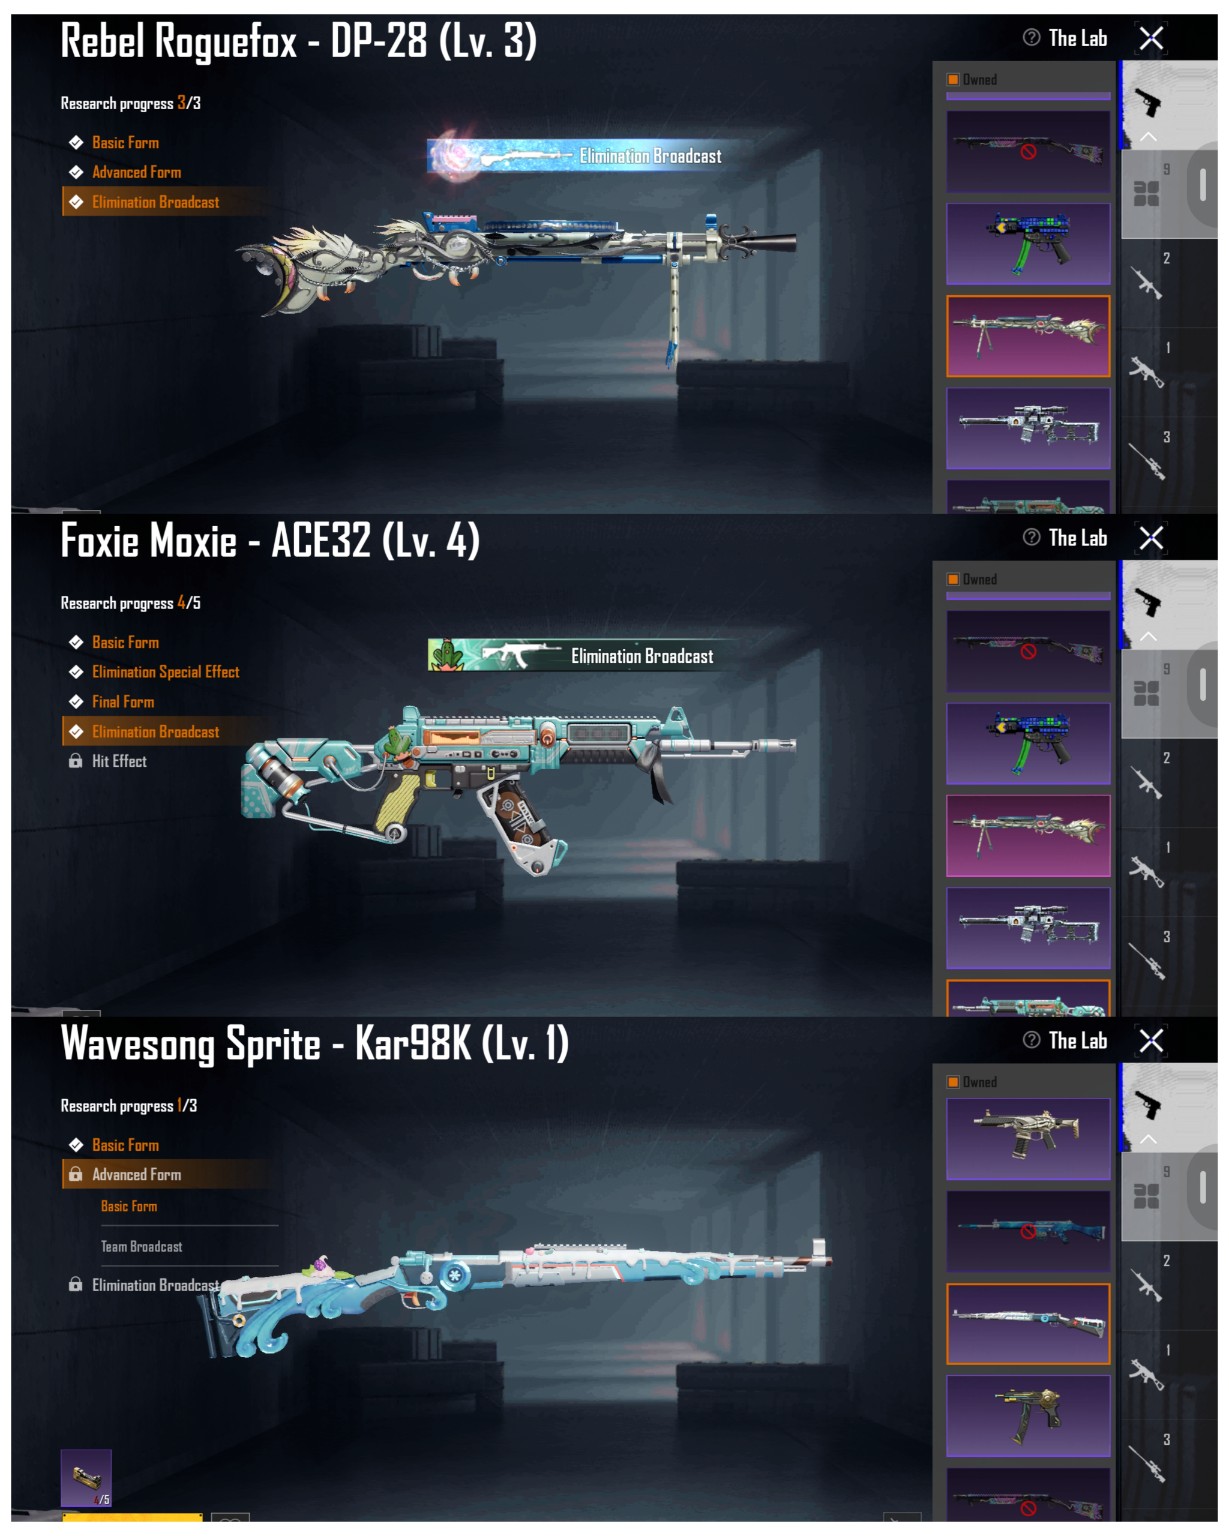 Rebel Roguefox - DP-28 (Lv. 3)
? The Lab
Research progress 3/3
Owned
Basic Form
Advanced Form
Elimination Broadcast
Elimination Broadcast
9
2
1
3
Foxie Moxie - ACE32 (Lv. 4)
? The Lab
Research progress 4/5
Owned
Basic Form
Elimination Special Effect
Final Form
Elimination Broadcast
Hit Effect
Elimination Broadcast
9
2
1
3
Wavesong Sprite - Kar98K (Lv. 1)
? The Lab
Research progress 1/3
Owned
Basic Form
Advanced Form
Basic Form
Team Broadcast
Elimination Broadcast
9
2
1
3
4/5